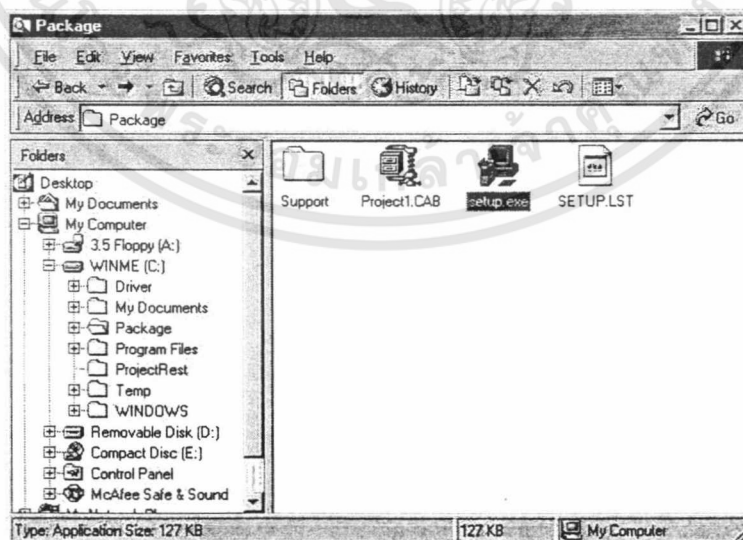 Package
File Edit View Favorites Tools Help
Back Search Folders History
Address Package Go
Folders
Desktop
My Documents
My Computer
3.5 Floppy (A:)
WINME (C:)
Driver
My Documents
Package
Program Files
ProjectRest
Temp
WINDOWS
Removable Disk (D:)
Compact Disc (E:)
Control Panel
McAfee Safe & Sound
Support Project1.CAB setup.exe SETUP.LST
Type: Application Size: 127 KB 127 KB My Computer